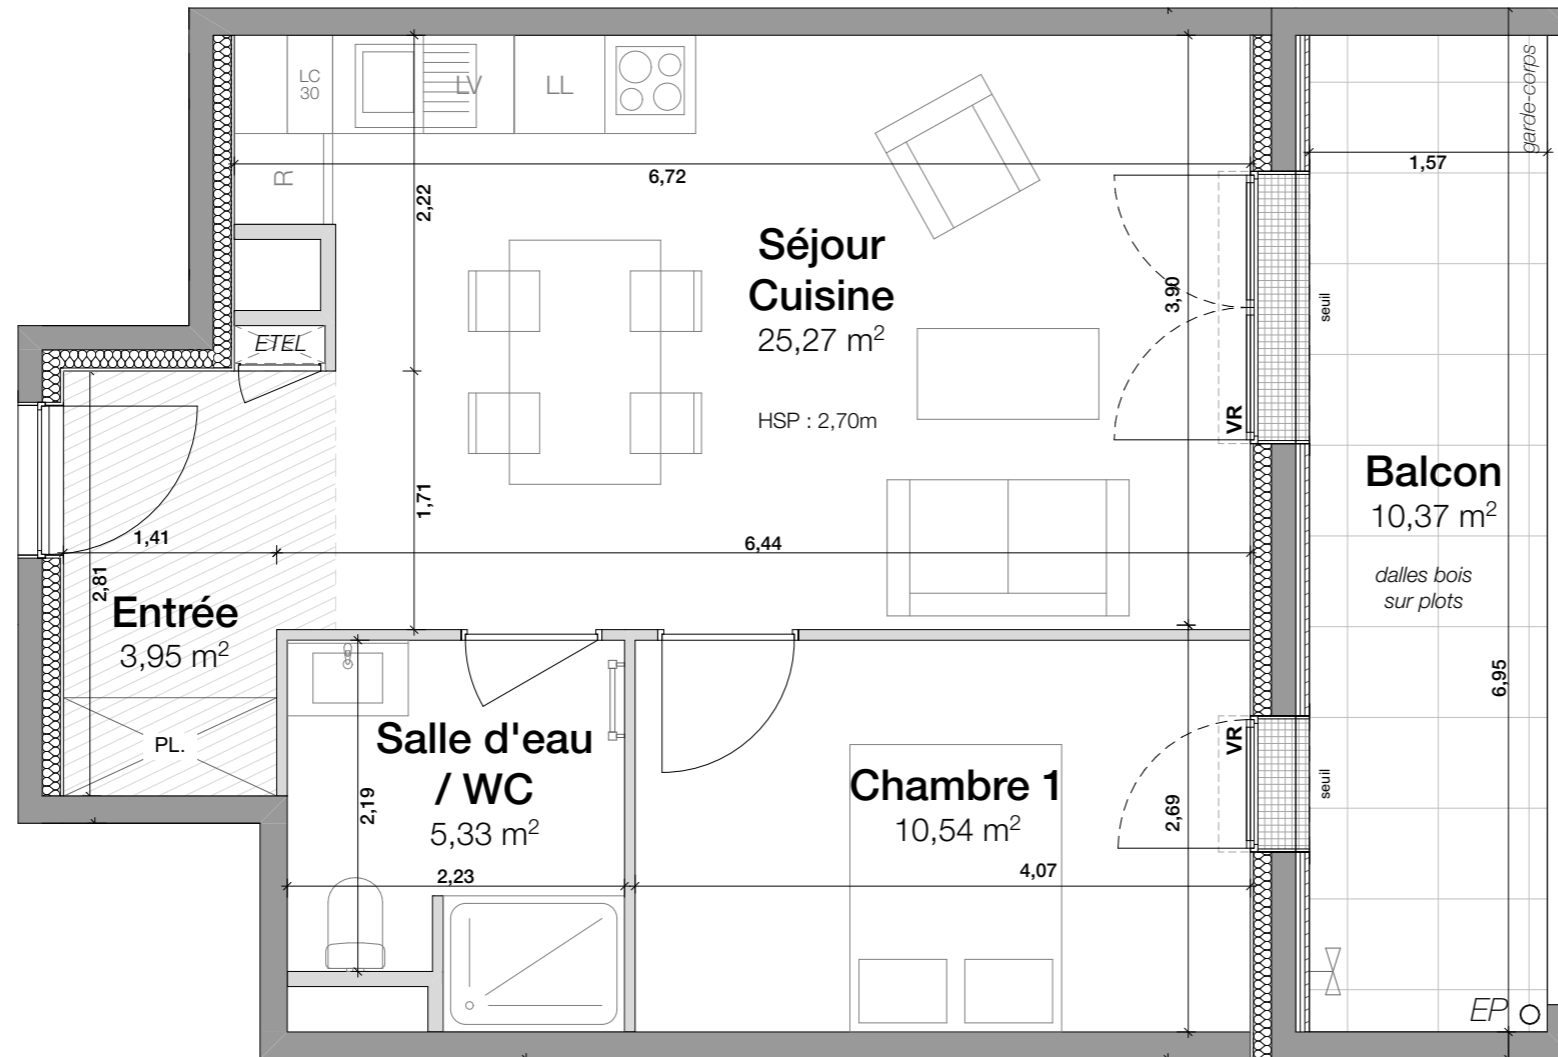 LC
30
LV
LL
R
ETEL
6,72
2,22
Séjour
Cuisine
25,27 m²
HSP : 2,70m
3,90
VR
seuil
garde-corps
1,57
Balcon
10,37 m²
dalles bois
sur plots
6,95
1,41
2,81
1,71
6,44
Entrée
3,95 m²
PL.
Salle d'eau
/ WC
5,33 m²
2,19
2,23
Chambre 1
10,54 m²
4,07
2,69
VR
seuil
EP